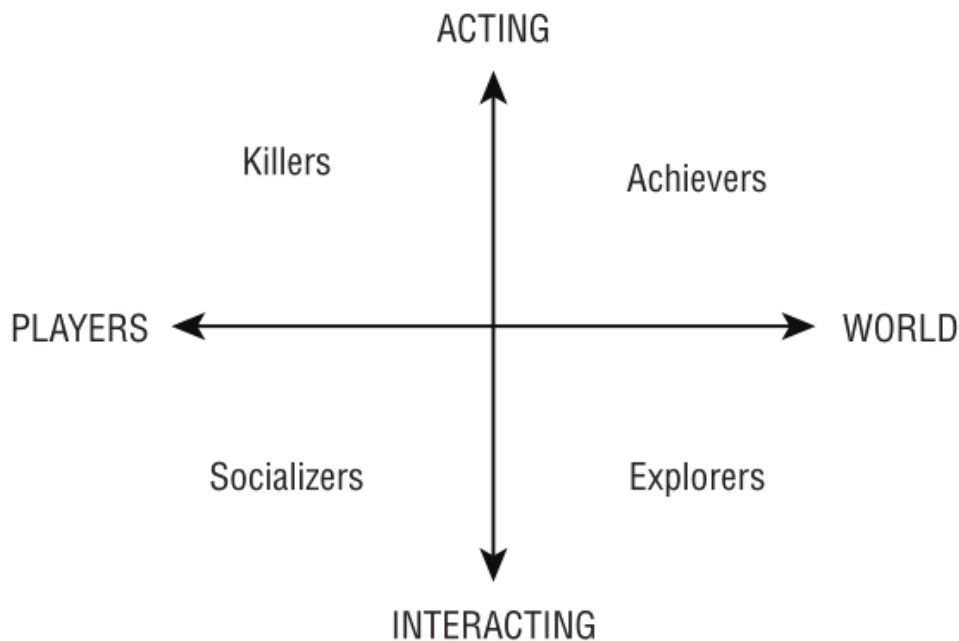 ACTING
Killers
Achievers
PLAYERS
WORLD
Socializers
Explorers
INTERACTING